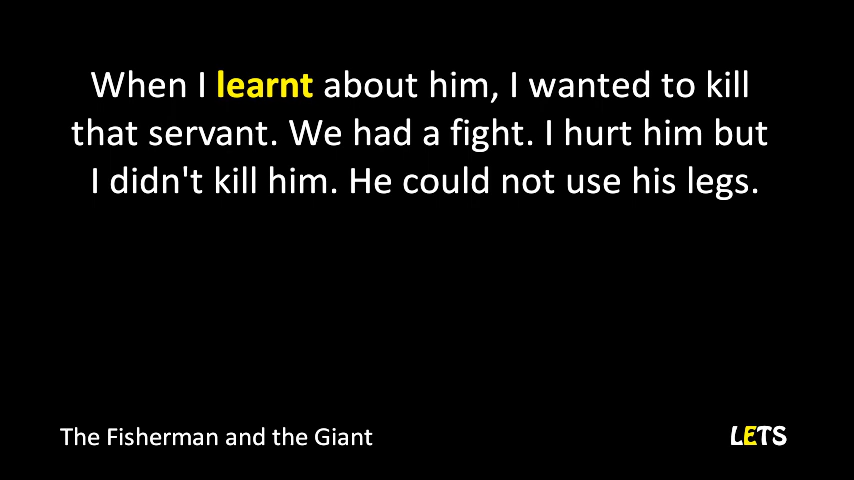 When I learnt about him, I wanted to kill
that servant. We had a fight. I hurt him but
I didn't kill him. He could not use his legs.
The Fisherman and the Giant
LETS